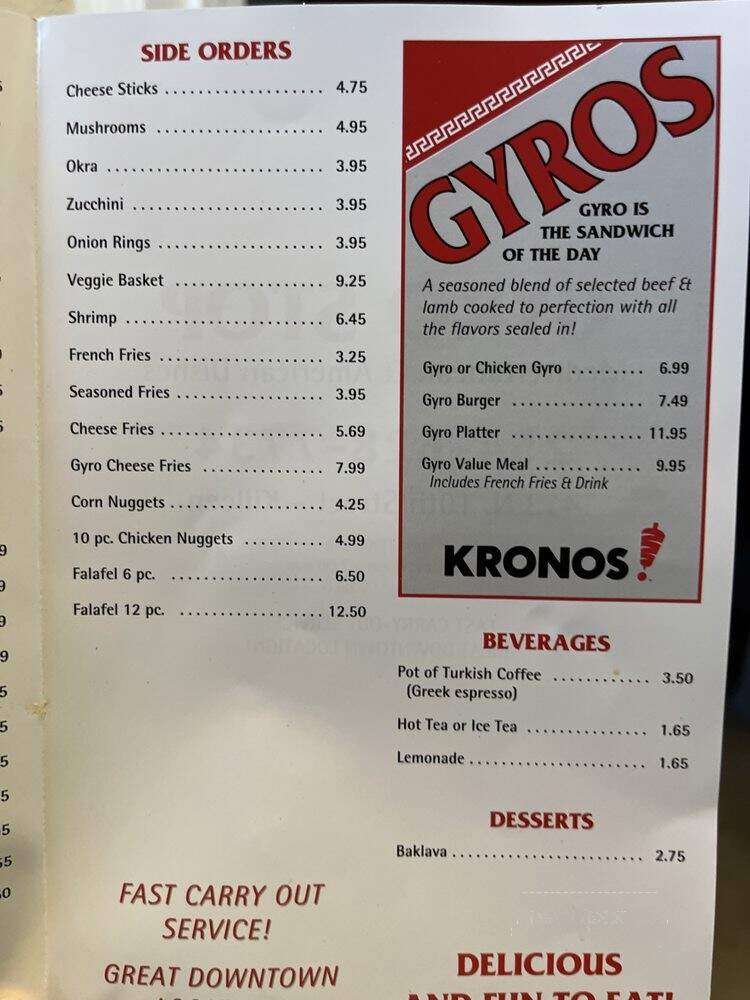 SIDE ORDERS
Cheese Sticks .................... 4.75
Mushrooms ..................... 4.95
Okra ........................... 3.95
Zucchini ........................ 3.95
Onion Rings ..................... 3.95
Veggie Basket ................... 9.25
Shrimp ......................... 6.45
French Fries ..................... 3.25
Seasoned Fries .................. 3.95
Cheese Fries .................... 5.69
Gyro Cheese Fries ............... 7.99
Corn Nuggets ................... 4.25
10 pc. Chicken Nuggets .......... 4.99
Falafel 6 pc. ................... 6.50
Falafel 12 pc. .................. 12.50
FAST CARRY OUT
SERVICE!
GREAT DOWNTOWN
GYROS
GYRO IS
THE SANDWICH
OF THE DAY
A seasoned blend of selected beef &
lamb cooked to perfection with all
the flavors sealed in!
Gyro or Chicken Gyro ......... 6.99
Gyro Burger ................ 7.49
Gyro Platter ................ 11.95
Gyro Value Meal ............. 9.95
Includes French Fries & Drink
KRONOS
BEVERAGES
Pot of Turkish Coffee ............ 3.50
(Greek espresso)
Hot Tea or Ice Tea ............... 1.65
Lemonade ...................... 1.65
DESSERTS
Baklava ........................ 2.75
DELICIOUS
AND FUN TO EAT!